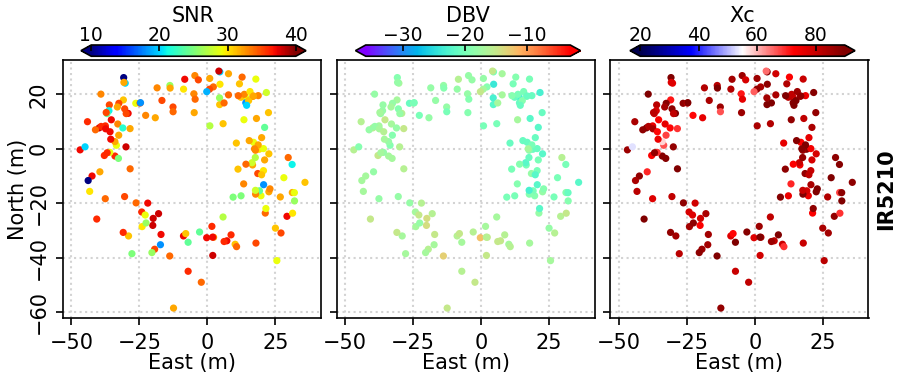 SNR DBV Xc
10 20 30 40 −30 −20 −10 20 40 60 80
20
0
−20
−40
−60
North (m)
IR5210
−50 −25 0 25 −50 −25 0 25 −50 −25 0 25
East (m) East (m) East (m)